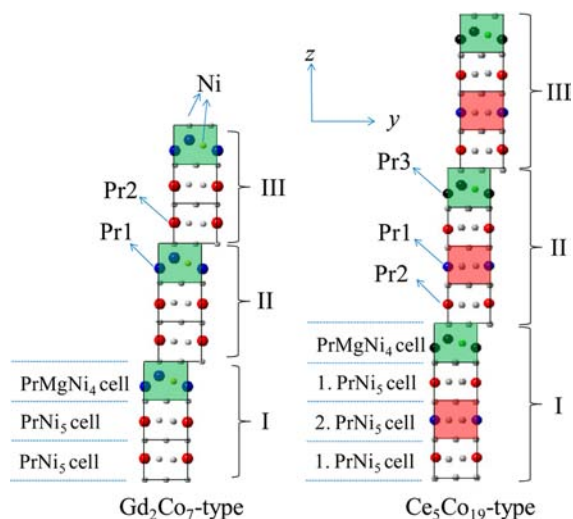 Ni
Pr2
Pr1
III
II
I
PrMgNi₄ cell
PrNi₅ cell
PrNi₅ cell
Gd₂Co₇-type
z
y
Pr3
Pr1
Pr2
III
II
I
PrMgNi₄ cell
1. PrNi₅ cell
2. PrNi₅ cell
1. PrNi₅ cell
Ce₅Co₁₉-type